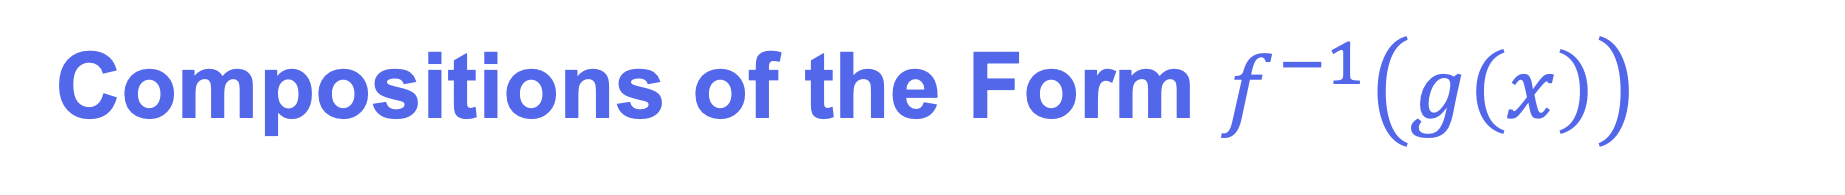 Compositions of the Form f⁻¹(g(x))